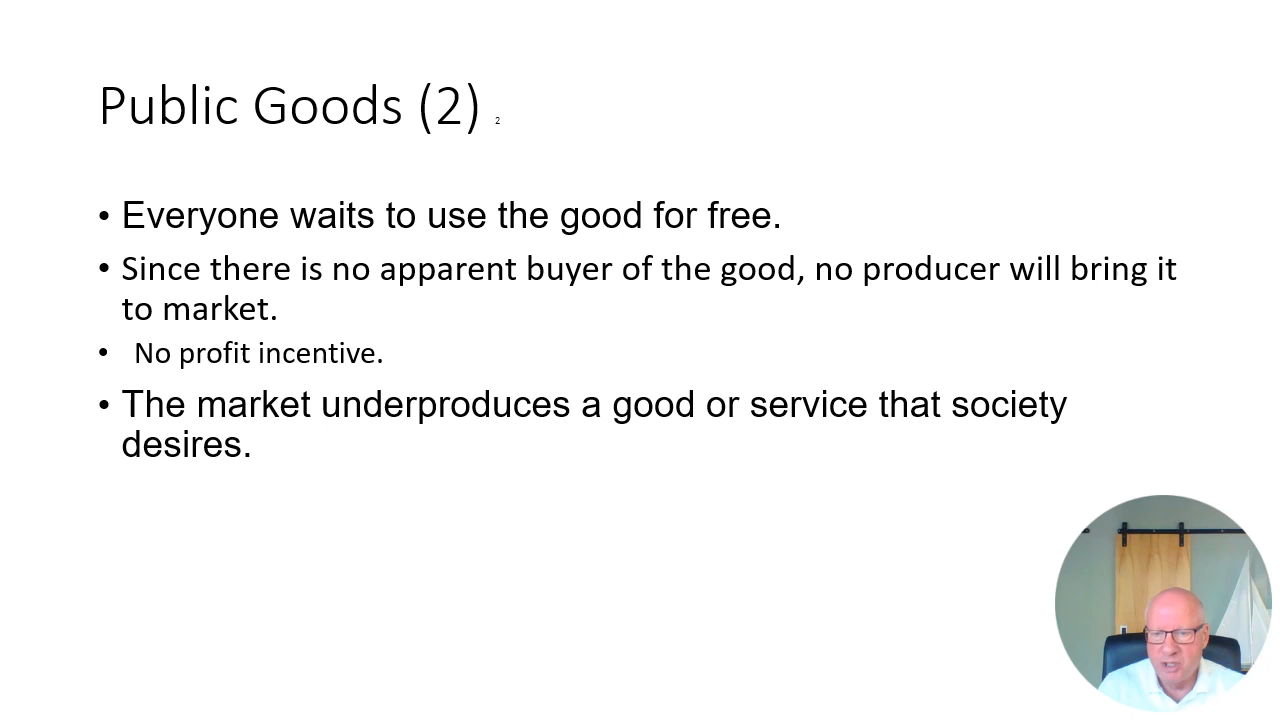 Public Goods (2) 2
• Everyone waits to use the good for free.
• Since there is no apparent buyer of the good, no producer will bring it
to market.
• No profit incentive.
• The market underproduces a good or service that society
desires.